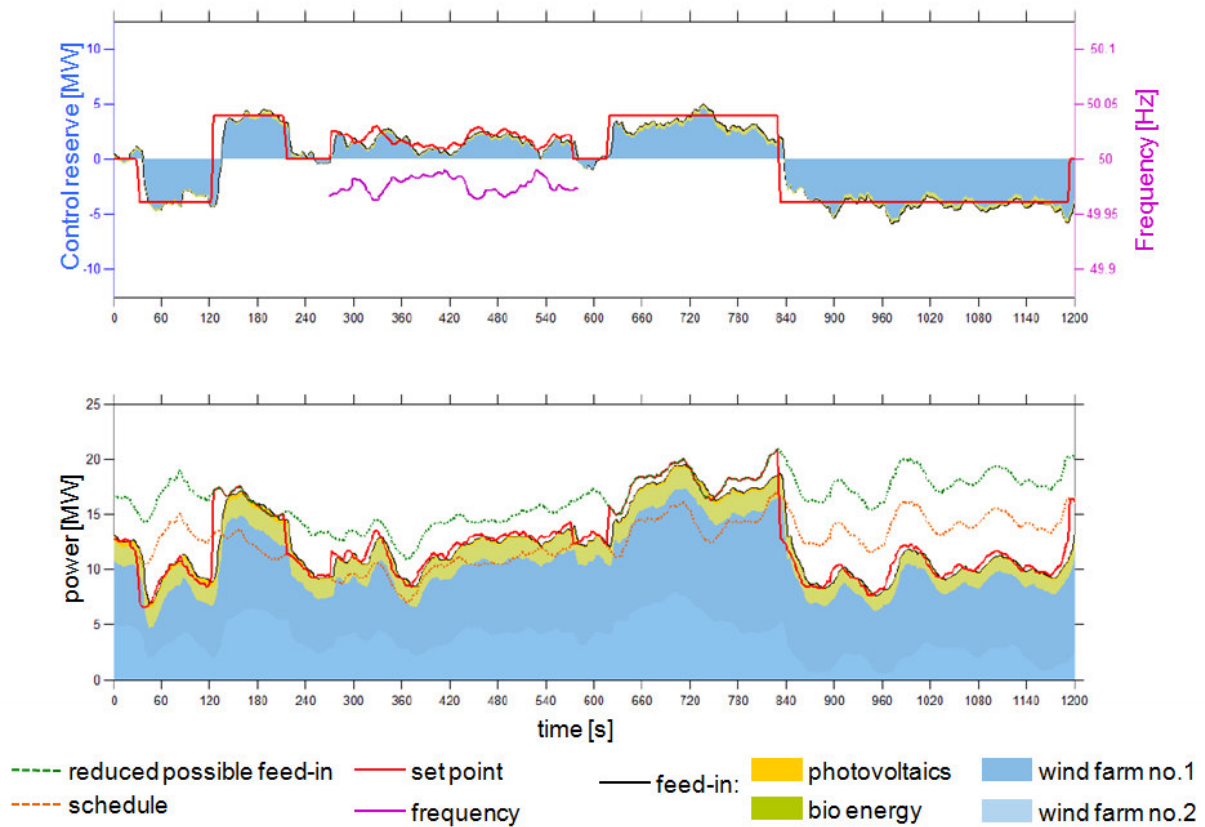 Control reserve [MW]
10
5
0
-5
-10
Frequency [Hz]
50.1
50.05
50
49.95
49.9
0 60 120 180 240 300 360 420 480 540 600 660 720 780 840 900 960 1020 1080 1140 1200
power [MW]
25
20
15
10
5
0
0 60 120 180 240 300 360 420 480 540 600 660 720 780 840 900 960 1020 1080 1140 1200
time [s]
reduced possible feed-in set point feed-in: photovoltaics wind farm no.1
schedule frequency bio energy wind farm no.2